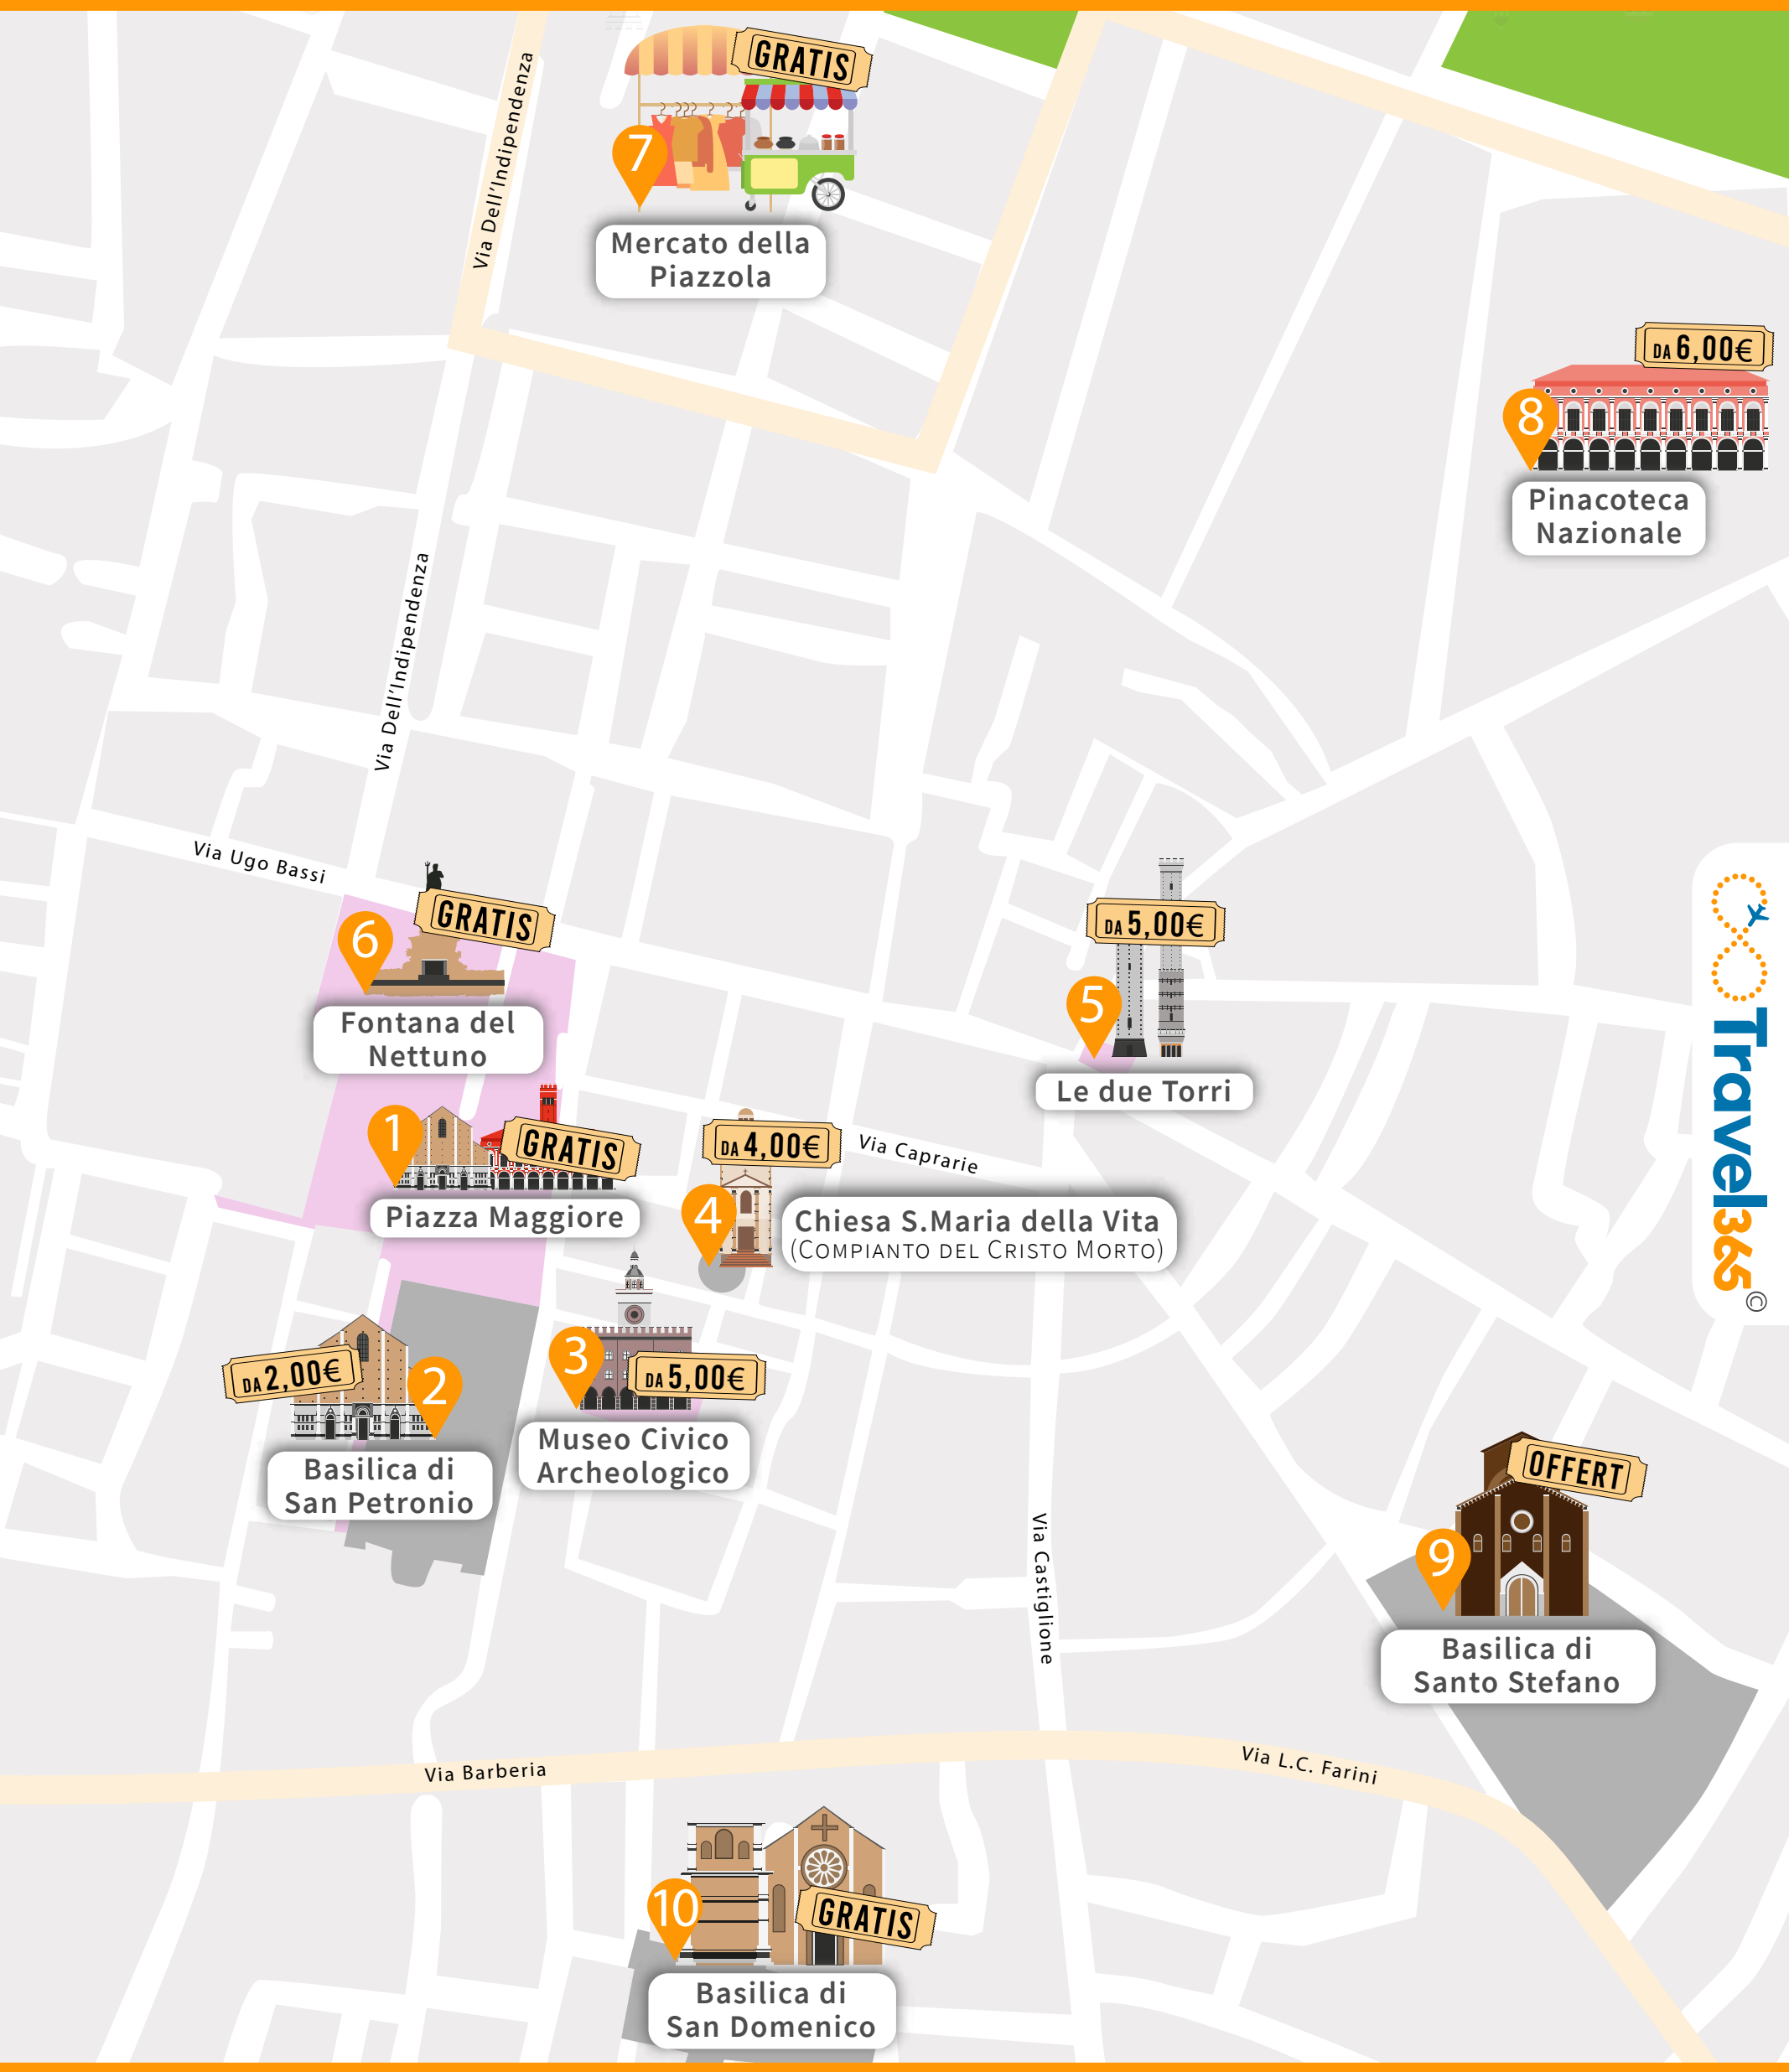 GRATIS
7
Mercato della
Piazzola
Via Dell'Indipendenza
DA 6,00€
8
Pinacoteca
Nazionale
Via Dell'Indipendenza
Via Ugo Bassi
GRATIS
6
Fontana del
Nettuno
DA 5,00€
5
Le due Torri
Travel365
©
1
GRATIS
Piazza Maggiore
DA 4,00€
Via Caprarie
4
Chiesa S.Maria della Vita
(COMPIANTO DEL CRISTO MORTO)
DA 2,00€
2
Basilica di
San Petronio
3
DA 5,00€
Museo Civico
Archeologico
OFFERT
9
Basilica di
Santo Stefano
Via Castiglione
Via Barberia
Via L.C. Farini
10
GRATIS
Basilica di
San Domenico